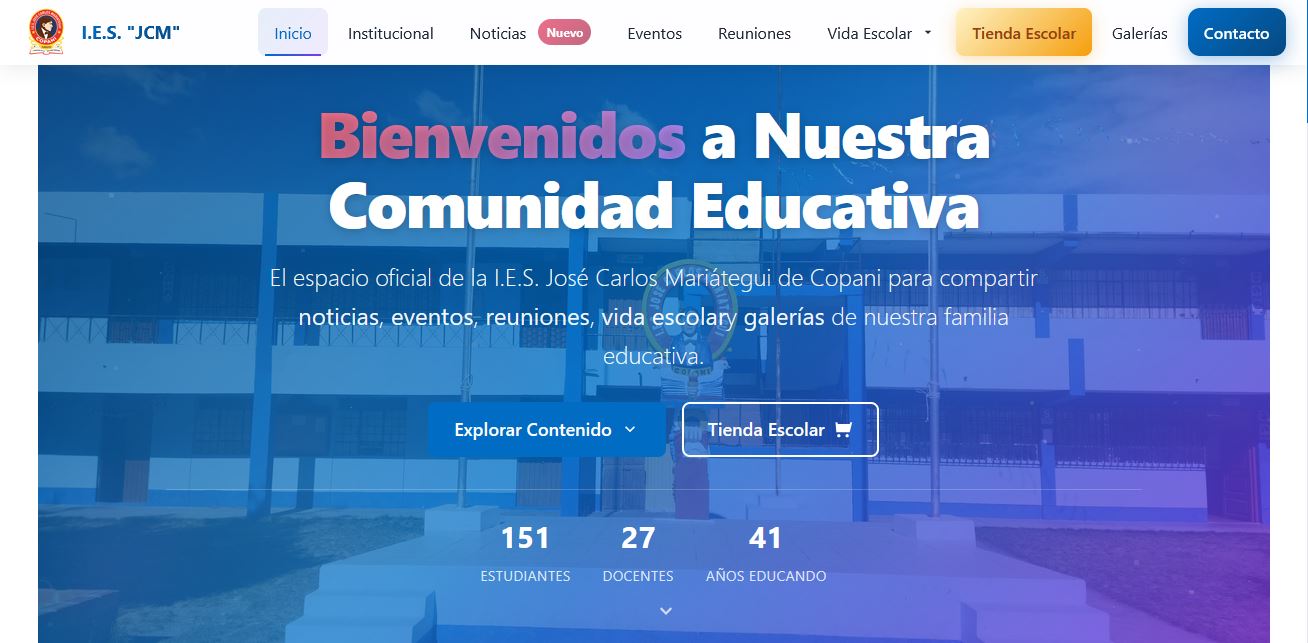 I.E.S. "JCM"
Inicio
Institucional
Noticias Nuevo
Eventos
Reuniones
Vida Escolar
Tienda Escolar
Galerías
Contacto
Bienvenidos a Nuestra
Comunidad Educativa
El espacio oficial de la I.E.S. José Carlos Mariátegui de Copani para compartir
noticias, eventos, reuniones, vida escolary galerías de nuestra familia
educativa.
Explorar Contenido
Tienda Escolar
151
27
41
ESTUDIANTES
DOCENTES
AÑOS EDUCANDO